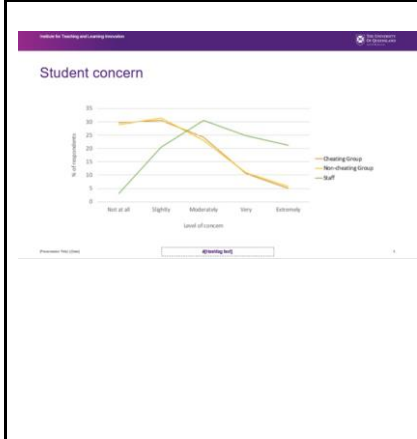 Institute for Teaching and Learning Innovation
THE UNIVERSITY
OF QUEENSLAND
AUSTRALIA
Student concern
35
30
25
20
15
10
5
0
% of respondents
Not at all
Slightly
Moderately
Very
Extremely
Level of concern
Cheating Group
Non-cheating Group
Staff